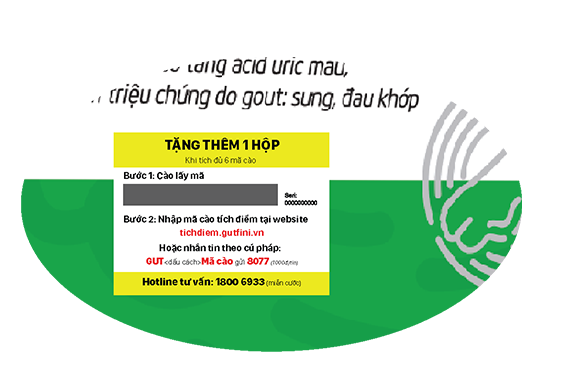 tăng acid uric máu,
triệu chứng do gout: sưng, đau khớp
TẶNG THÊM 1 HỘP
Khi tích đủ 6 mã cào
Bước 1: Cào lấy mã
Seri:
0000000000
Bước 2: Nhập mã cào tích điểm tại website
tichdiem.gutfini.vn
Hoặc nhắn tin theo cú pháp:
GUT <dấu cách> Mã cào gửi 8077 (1000đ/tin)
Hotline tư vấn: 1800 6933 (miễn cước)